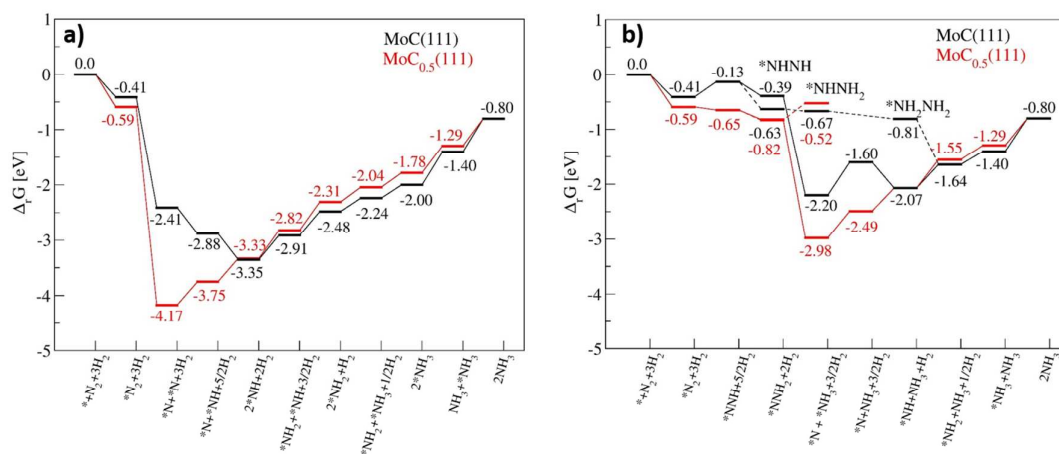 a)
MoC(111)
MoC0.5(111)
ΔrG [eV]
1
0
-1
-2
-3
-4
-5
0.0
-0.41
-0.59
-2.41
-4.17
-2.88
-3.75
-3.33
-3.35
-2.82
-2.91
-2.31
-2.48
-2.04
-2.24
-1.78
-2.00
-1.29
-1.40
-0.80
*+N2+3H2
*N2+3H2
*N+*N+3H2
*N+*NH+5/2H2
2*NH+2H2
*NH2+*NH+3/2H2
2*NH2+H2
*NH2+*NH3+1/2H2
2*NH3
NH3+*NH3
2NH3
b)
MoC(111)
MoC0.5(111)
ΔrG [eV]
1
0
-1
-2
-3
-4
-5
0.0
-0.41
-0.59
-0.13
-0.65
*NHNH
-0.39
-0.63
-0.82
*NHNH2
-0.67
-0.52
*NH2NH2
-0.81
-2.20
-2.98
-1.60
-2.49
-2.07
-1.55
-1.64
-1.29
-1.40
-0.80
*+N2+3H2
*N2+3H2
*NNH+5/2H2
*NNH2+2H2
*N + *NH3+3/2H2
*N+NH3+3/2H2
*NH+NH3+H2
*NH2+NH3+1/2H2
*NH3+NH3
2NH3